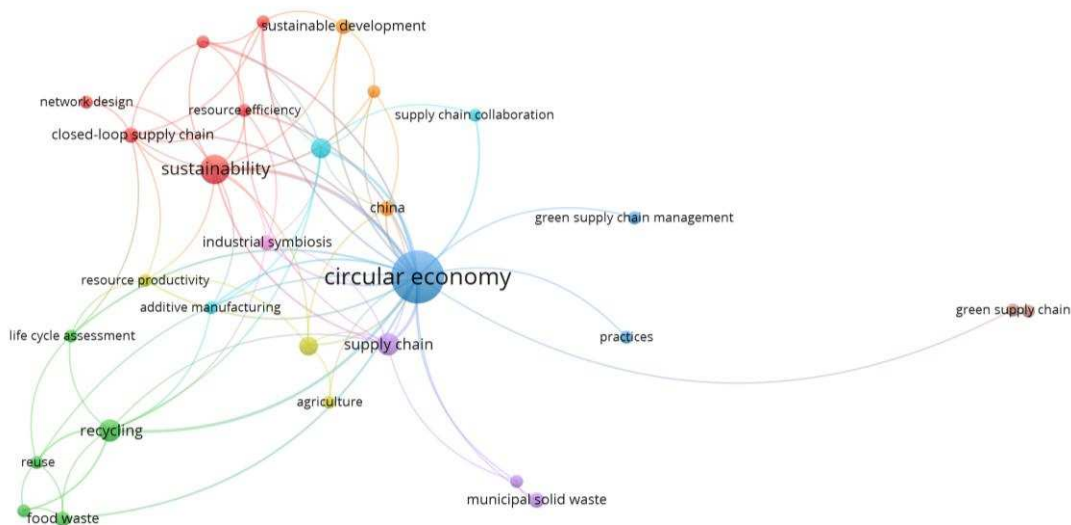 sustainable development
network design
resource efficiency
supply chain collaboration
closed-loop supply chain
sustainability
china
green supply chain management
industrial symbiosis
circular economy
resource productivity
additive manufacturing
green supply chain
life cycle assessment
practices
supply chain
agriculture
recycling
reuse
municipal solid waste
food waste